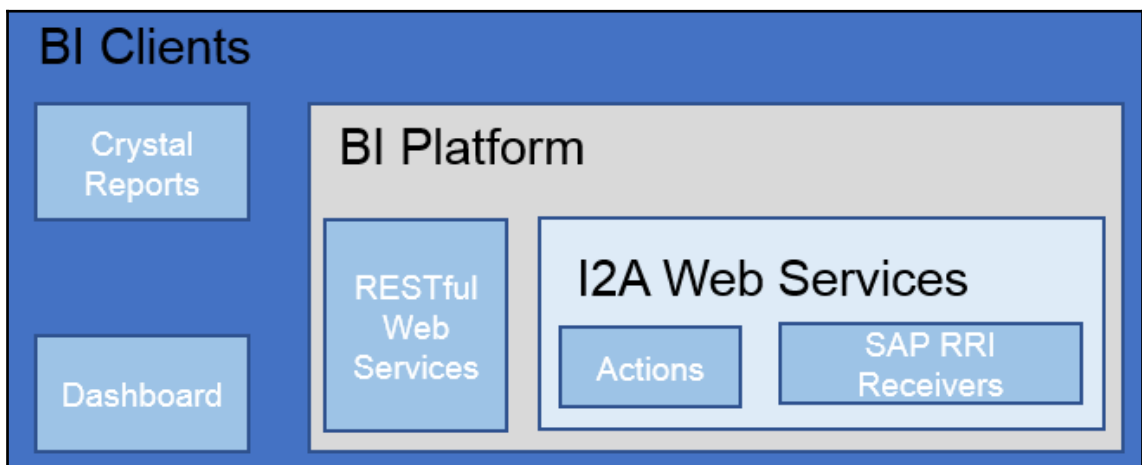 BI Clients
Crystal
Reports
Dashboard
BI Platform
RESTful
Web
Services
I2A Web Services
Actions
SAP RRI
Receivers